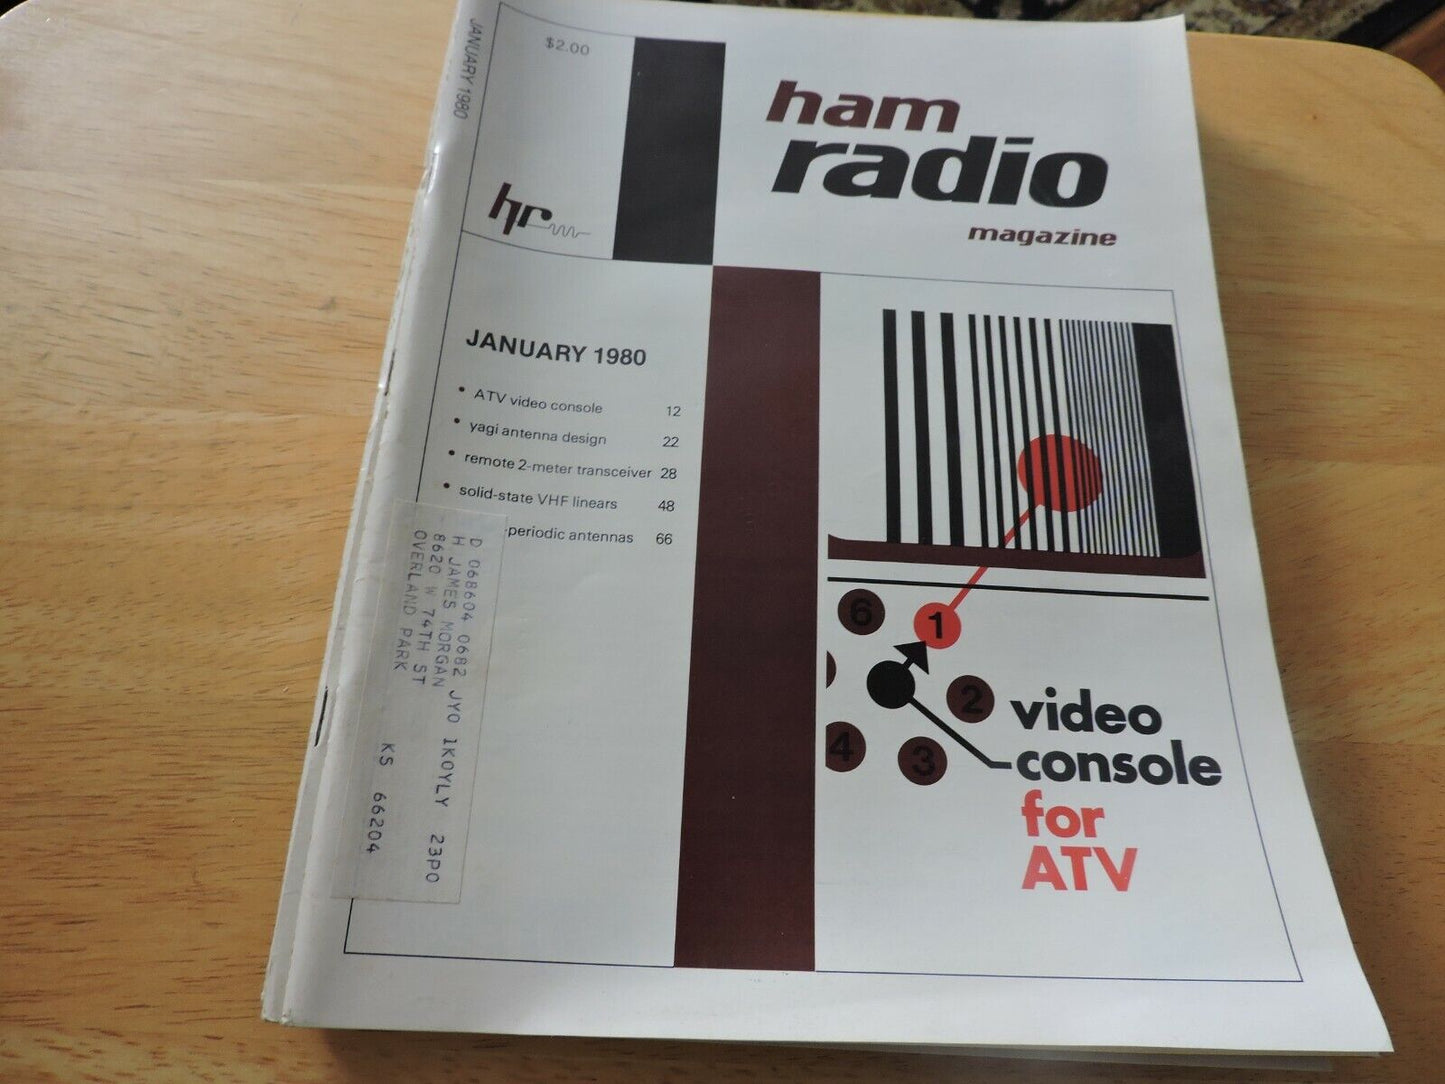 JANUARY 1980
$2.00
ham
radio
magazine
hr
JANUARY 1980
• ATV video console 12
• yagi antenna design 22
• remote 2-meter transceiver 28
• solid-state VHF linears 48
-periodic antennas 66
D 068604 0682 JYO 1K0YLY 23P0
H JAMES MORGAN
8620 W 74TH ST
OVERLAND PARK KS 66204
6
1
2
3
4
video
console
for
ATV